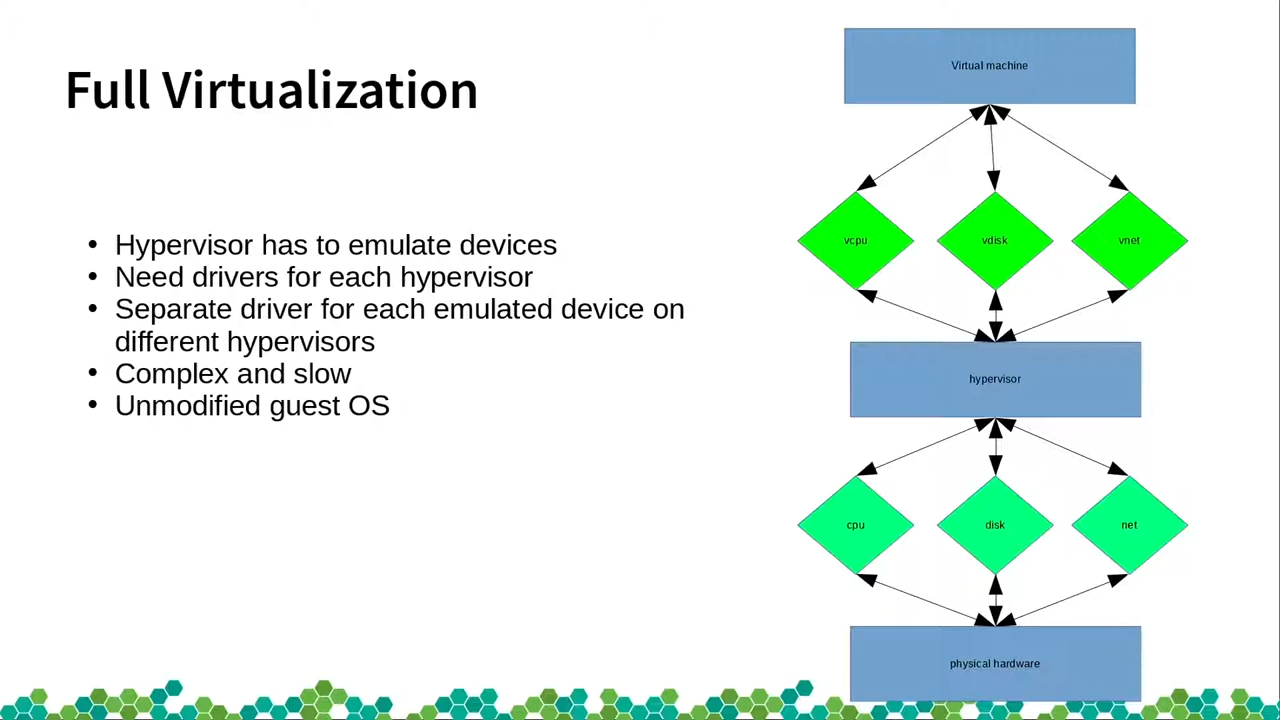 Full Virtualization
• Hypervisor has to emulate devices
• Need drivers for each hypervisor
• Separate driver for each emulated device on
different hypervisors
• Complex and slow
• Unmodified guest OS
Virtual machine
vcpu vdisk vnet
hypervisor
cpu disk net
physical hardware